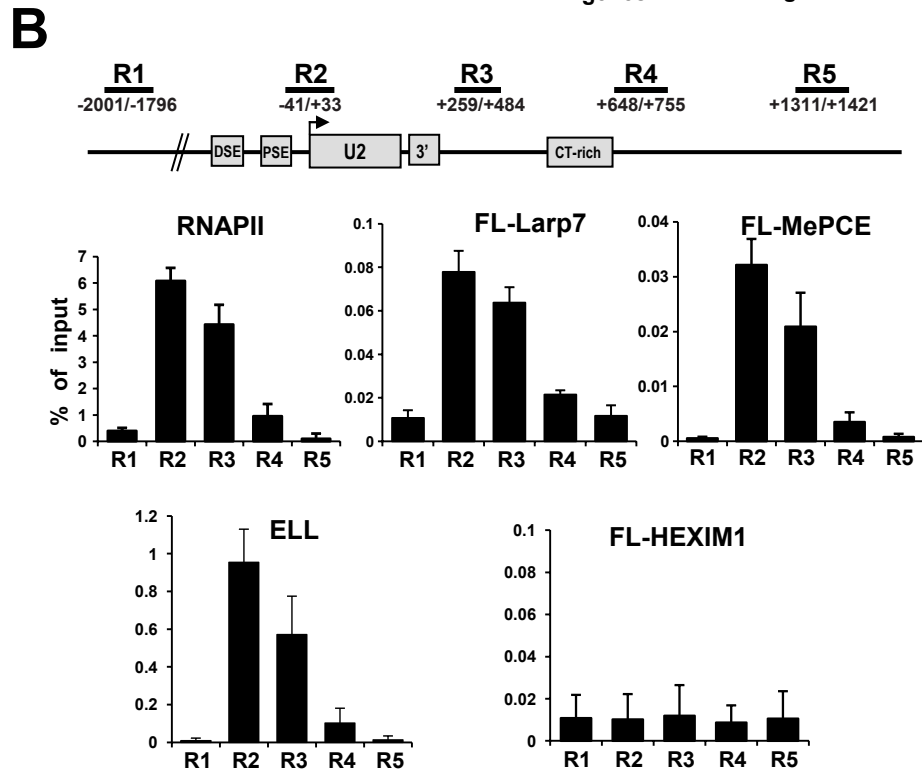 B
R1 R2 R3 R4 R5
-2001/-1796 -41/+33 +259/+484 +648/+755 +1311/+1421
DSE PSE U2 3' CT-rich
RNAPII
% of input
7
6
5
4
3
2
1
0
R1 R2 R3 R4 R5
FL-Larp7
0.1
0.08
0.06
0.04
0.02
0
R1 R2 R3 R4 R5
FL-MePCE
0.04
0.03
0.02
0.01
0
R1 R2 R3 R4 R5
ELL
1.2
1
0.8
0.6
0.4
0.2
0
R1 R2 R3 R4 R5
FL-HEXIM1
0.1
0.08
0.06
0.04
0.02
0
R1 R2 R3 R4 R5